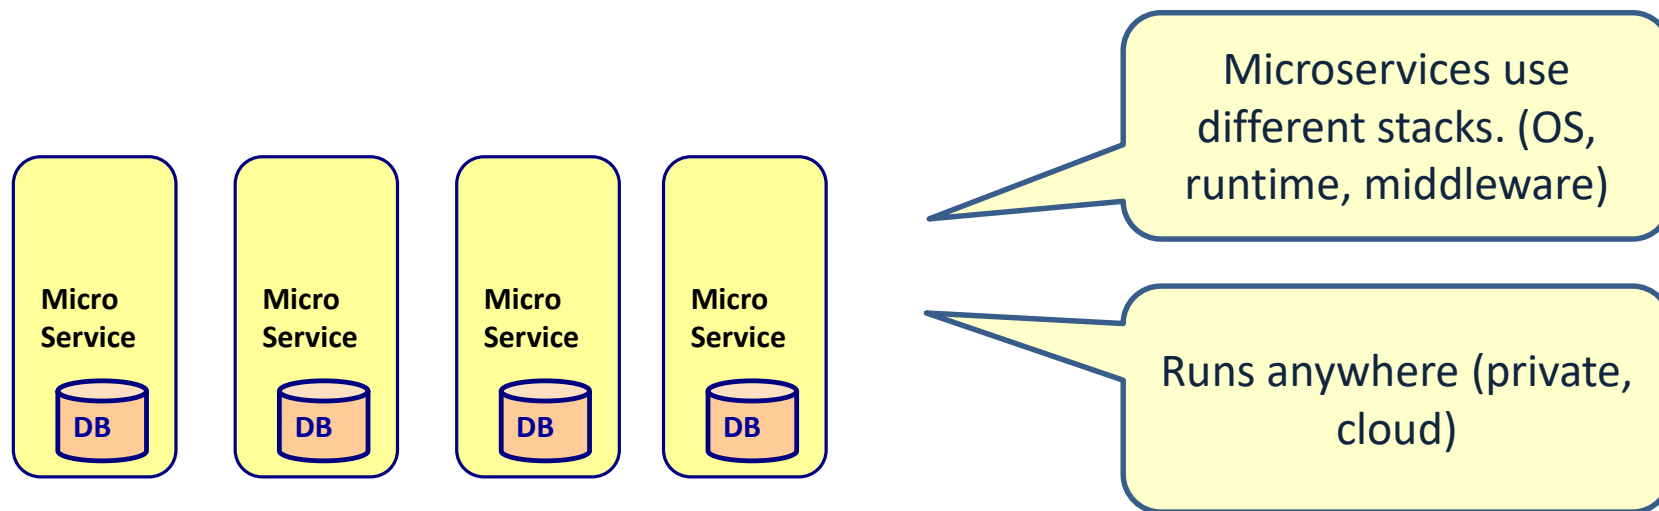 Microservices use
different stacks. (OS,
runtime, middleware)
Micro
Service
DB
Micro
Service
DB
Micro
Service
DB
Micro
Service
DB
Runs anywhere (private,
cloud)